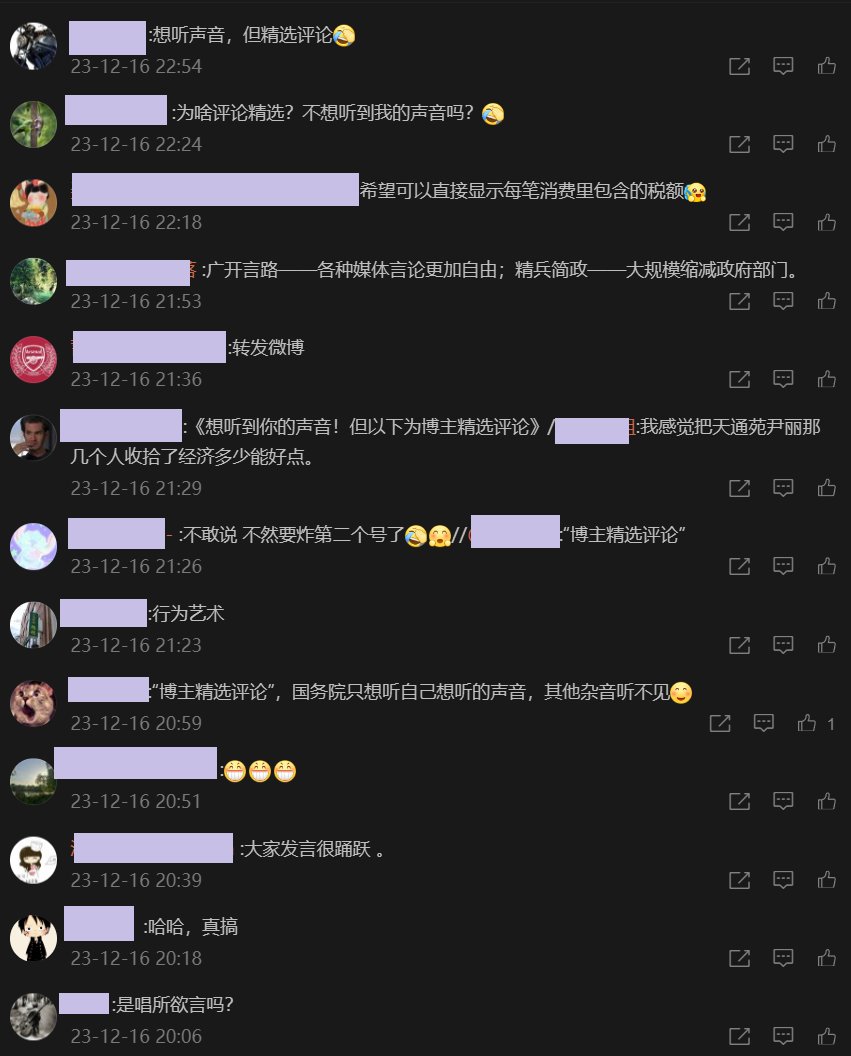 :想听声音，但精选评论
23-12-16 22:54
:为啥评论精选？不想听到我的声音吗？
23-12-16 22:24
希望可以直接显示每笔消费里包含的税额
23-12-16 22:18
:广开言路——各种媒体言论更加自由；精兵简政——大规模缩减政府部门。
23-12-16 21:53
:转发微博
23-12-16 21:36
:《想听到你的声音！但以下为博主精选评论》/ :我感觉把天通苑尹丽那
几个人收拾了经济多少能好点。
23-12-16 21:29
- :不敢说 不然要炸第二个号了//  :“博主精选评论”
23-12-16 21:26
:行为艺术
23-12-16 21:23
:“博主精选评论”，国务院只想听自己想听的声音，其他杂音听不见
23-12-16 20:59
1
:
23-12-16 20:51
:大家发言很踊跃 。
23-12-16 20:39
:哈哈，真搞
23-12-16 20:18
:是唱所欲言吗？
23-12-16 20:06